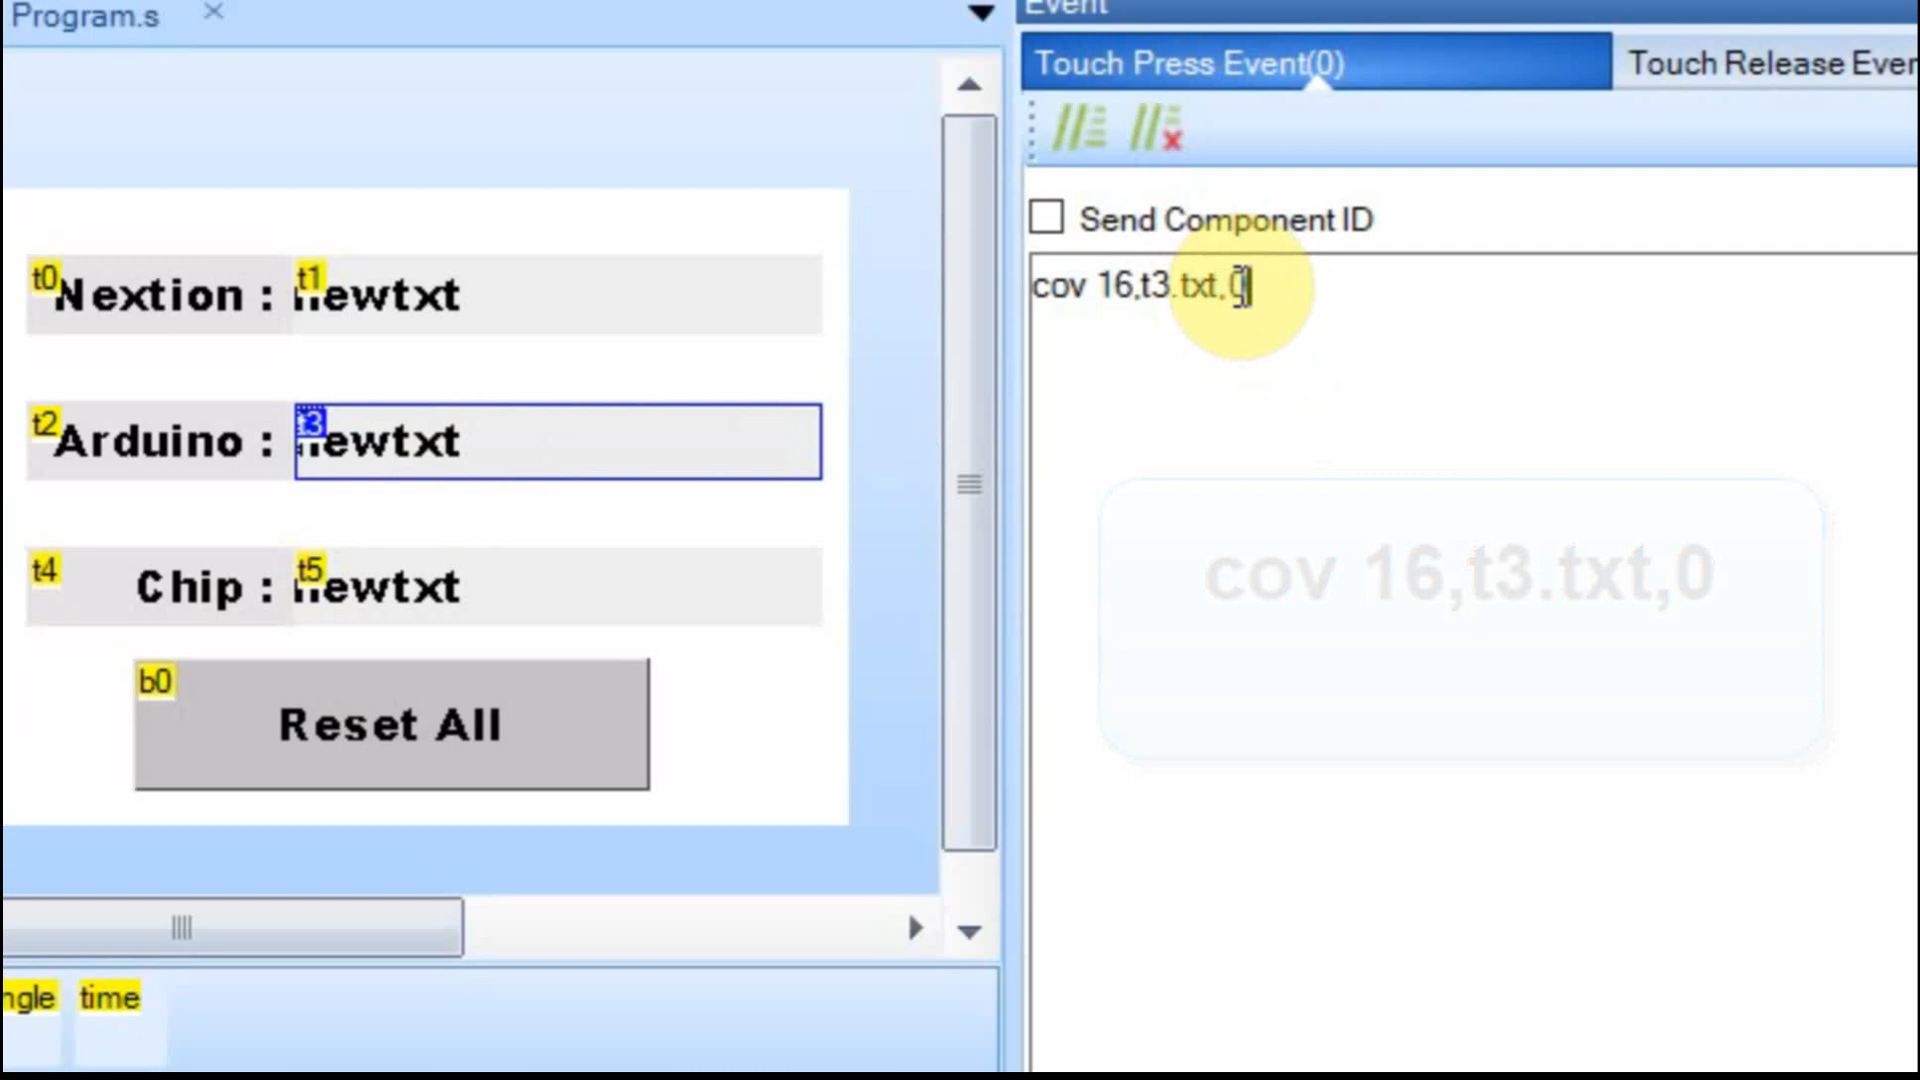 Program.s
Event
Touch Press Event(0)
Touch Release Even
Send Component ID
cov 16,t3.txt,0
t0
Nextion :
t1
newtxt
t2
Arduino :
t3
newtxt
t4
Chip :
t5
newtxt
b0
Reset All
cov 16,t3.txt,0
ngle
time